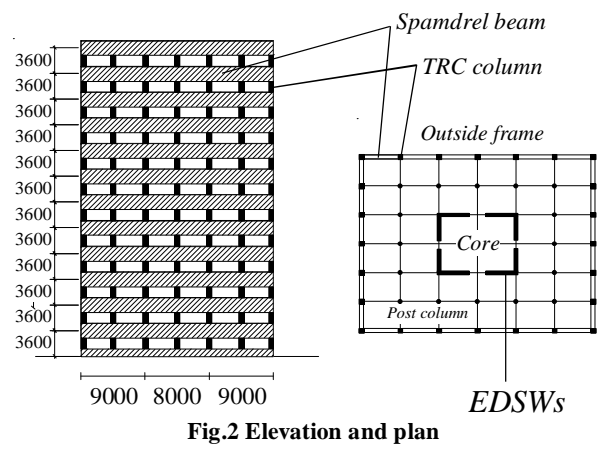 Spamdrel beam
TRC column
Outside frame
3600
3600
3600
3600
3600
3600
3600
3600
3600
3600
3600
3600
Core
Post column
9000 8000 9000
EDSWs
Fig.2 Elevation and plan